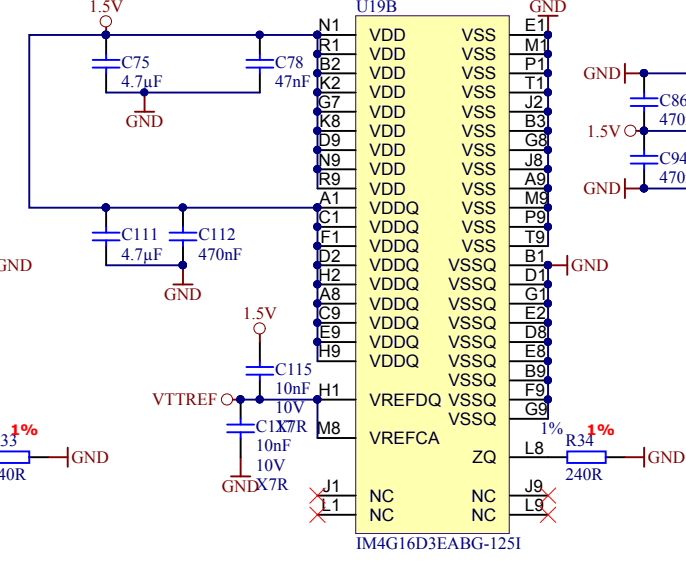 1.5V
U19B
GND
N1 VDD VSS E1
R1 VDD VSS M1
B2 VDD VSS P1
K2 VDD VSS T1
G7 VDD VSS J2
K8 VDD VSS B3
D9 VDD VSS G8
N9 VDD VSS J8
R9 VDD VSS A9
A1 VDDQ VSS M9
C1 VDDQ VSS P9
F1 VDDQ VSS T9
D2 VDDQ VSSQ B1
H2 VDDQ VSSQ D1
A8 VDDQ VSSQ G1
C9 VDDQ VSSQ E2
E9 VDDQ VSSQ D8
H9 VDDQ VSSQ E8
VSSQ B9
H1 VREFDQ VSSQ F9
VSSQ G9
M8 VREFCA
ZQ L8
J1 NC NC J9
L1 NC NC L9
IM4G16D3EABG-125I
C75
4.7µF
C78
47nF
GND
C111
4.7µF
C112
470nF
GND
1.5V
C115
10nF
10V
X7R
VTTREF
C117
10nF
10V
X7R
GND
GND
GND
C86
470
1.5V
C94
470
GND
1%
1%
R34
240R
GND
GND
1%
33
40R
GND